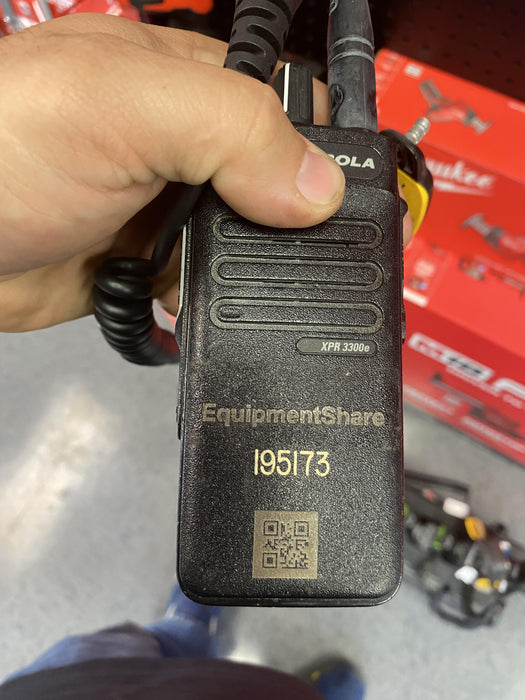 OLA
XPR 3300e
EquipmentShare
195173